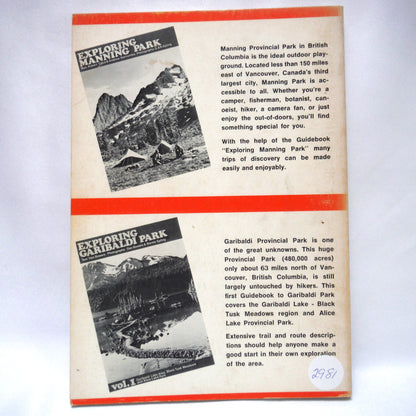 EXPLORING
MANNING PARK
Manning Provincial Park in British
Columbia is the ideal outdoor play-
ground. Located less than 150 miles
east of Vancouver, Canada's third
largest city, Manning Park is ac-
cessible to all. Whether you're a
camper, fisherman, botanist, can-
oeist, hiker, a camera fan, or just
enjoy the out-of-doors, you'll find
something special for you.
With the help of the Guidebook
"Exploring Manning Park" many
trips of discovery can be made
easily and enjoyably.
EXPLORING
GARIBALDI PARK
vol.1
Garibaldi Provincial Park is one
of the great unknowns. This huge
Provincial Park (480,000 acres)
only about 63 miles north of Van-
couver, British Columbia, is still
largely untouched by hikers. This
first Guidebook to Garibaldi Park
covers the Garibaldi Lake - Black
Tusk Meadows region and Alice
Lake Provincial Park.
Extensive trail and route descrip-
tions should help anyone make a
good start in their own exploration
of the area.
2981